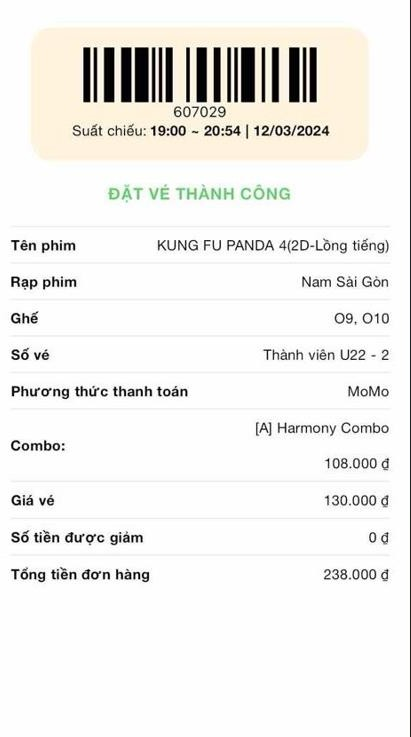 607029
Suất chiếu: 19:00 ~ 20:54 | 12/03/2024
ĐẶT VÉ THÀNH CÔNG
Tên phim KUNG FU PANDA 4(2D-Lồng tiếng)
Rạp phim Nam Sài Gòn
Ghế O9, O10
Số vé Thành viên U22 - 2
Phương thức thanh toán MoMo
[A] Harmony Combo
Combo:
108.000 ₫
Giá vé 130.000 ₫
Số tiền được giảm 0 ₫
Tổng tiền đơn hàng 238.000 ₫